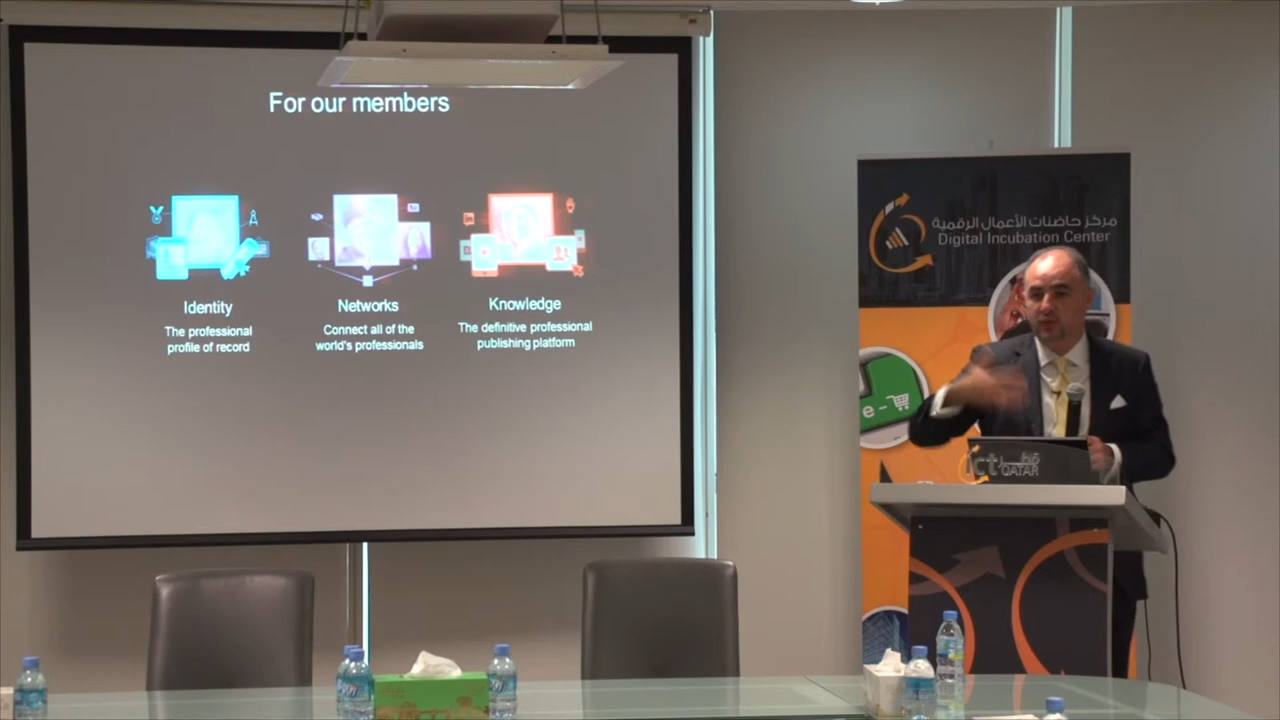 For our members
Identity
The professional
profile of record
Networks
Connect all of the
world's professionals
Knowledge
The definitive professional
publishing platform
مركز حاضنات الأعمال الرقمية
Digital Incubation Center
e-
ict قطر
QATAR